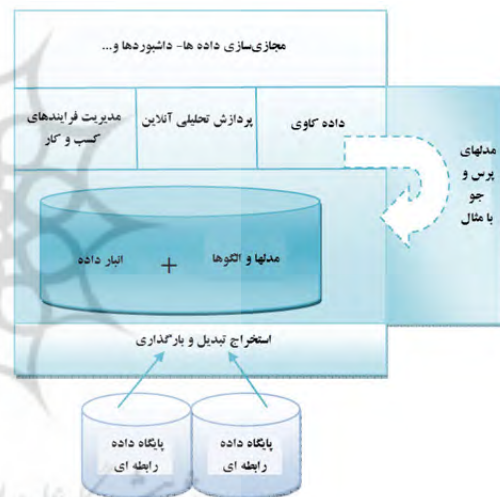 مجازی‌سازی داده ها- داشبوردها و...
مدیریت فرایندهای
کسب و کار
پردازش تحلیلی آنلاین
داده کاوی
مدلهای
پرس و
جو
با مثال
انبار داده
+
مدلها و الگوها
استخراج تبدیل و بارگذاری
پایگاه داده
رابطه ای
پایگاه داده
رابطه ای